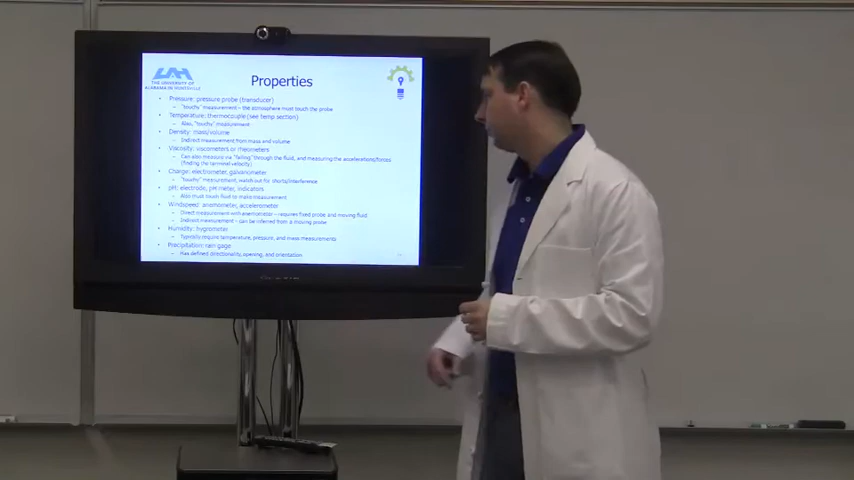 UAH
THE UNIVERSITY OF
ALABAMA IN HUNTSVILLE
Properties
• Pressure: pressure probe (transducer)
– "touchy" measurement – the atmosphere must touch the probe
• Temperature: thermocouple (see temp section)
– Also, "touchy" measurement
• Density: mass/volume
– Indirect measurement from mass and volume
• Viscosity: viscometers or rheometers
– Can also measure via "falling" through the fluid, and measuring the accelerations/forces
(finding the terminal velocity)
• Charge: electrometer, galvanometer
– "touchy" measurement, watch out for shorts/interference
• pH: electrode, pH meter, indicators
– Also must touch fluid to make measurement
• Windspeed: anemometer, accelerometer
– Direct measurement with anemometer – requires fixed probe and moving fluid
– Indirect measurement – can be inferred from a moving probe
• Humidity: hygrometer
– Typically require temperature, pressure, and mass measurements
• Precipitation: rain gage
– Has defined directionality, opening, and orientation